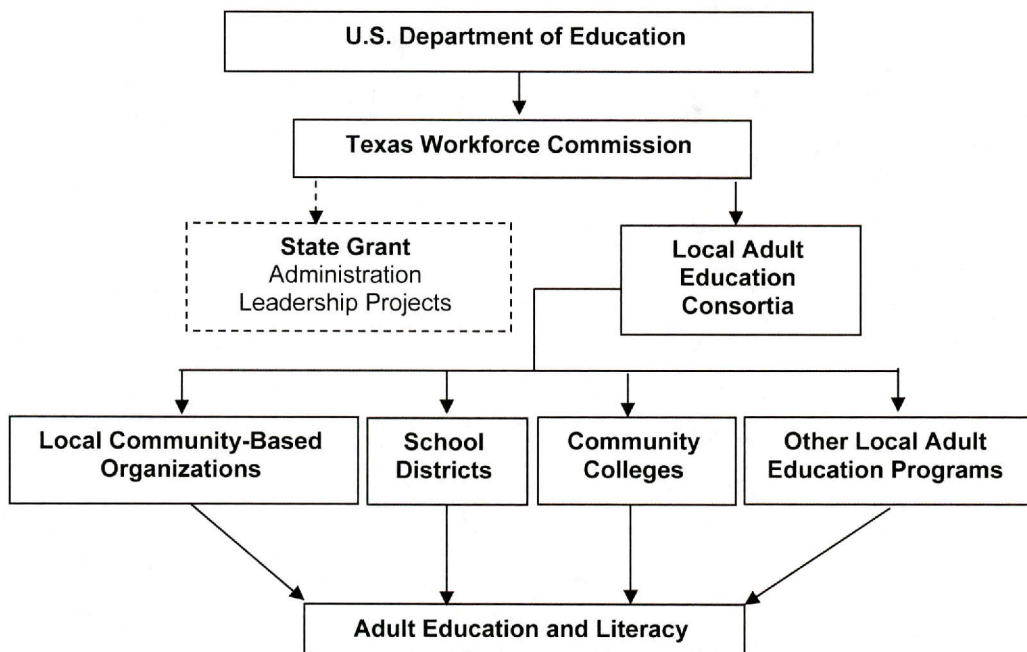 U.S. Department of Education
Texas Workforce Commission
State Grant
Administration
Leadership Projects
Local Adult
Education
Consortia
Local Community-Based
Organizations
School
Districts
Community
Colleges
Other Local Adult
Education Programs
Adult Education and Literacy